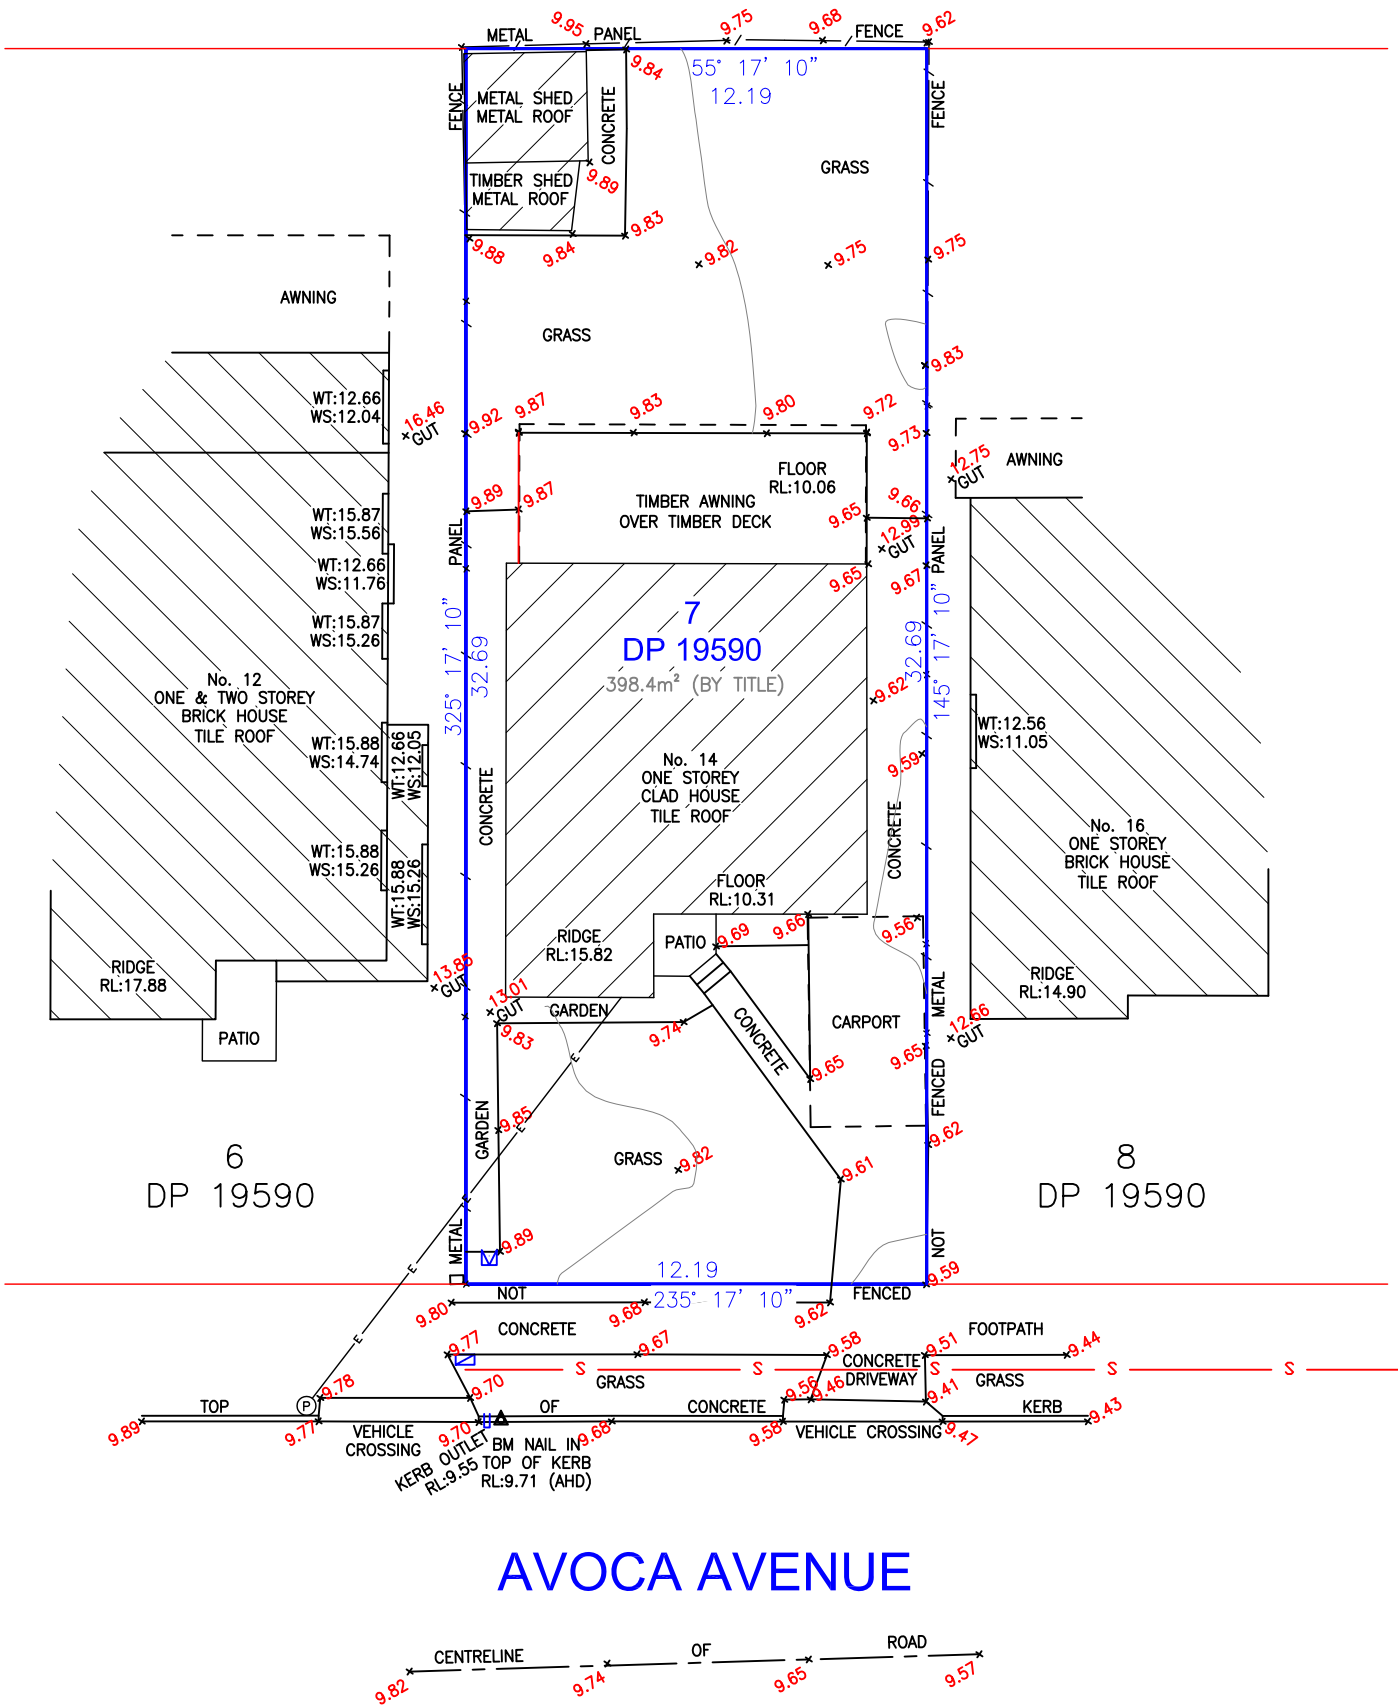 9.95
METAL
PANEL
9.75
9.68
FENCE
9.62
9.84
55° 17' 10"
12.19
FENCE
METAL SHED
METAL ROOF
CONCRETE
FENCE
GRASS
TIMBER SHED
METAL ROOF
9.89
9.88
9.84
9.83
9.82
9.75
9.75
AWNING
GRASS
9.83
WT:12.66
WS:12.04
16.46
GUT
9.92
9.87
9.83
9.80
9.72
9.73
12.75
GUT
AWNING
FLOOR
RL:10.06
9.89
9.87
TIMBER AWNING
OVER TIMBER DECK
9.65
9.66
12.99
GUT
WT:15.87
WS:15.56
PANEL
PANEL
WT:12.66
WS:11.76
9.65
9.67
WT:15.87
WS:15.26
325° 17' 10"
32.69
7
DP 19590
398.4m² (BY TITLE)
32.69
145° 17' 10"
No. 12
ONE & TWO STOREY
BRICK HOUSE
TILE ROOF
9.62
WT:12.56
WS:11.05
WT:15.88
WS:14.74
WT:12.66
WS:12.05
9.59
No. 14
ONE STOREY
CLAD HOUSE
TILE ROOF
CONCRETE
CONCRETE
No. 16
ONE STOREY
BRICK HOUSE
TILE ROOF
WT:15.88
WS:15.26
WT:15.88
WS:15.26
FLOOR
RL:10.31
RIDGE
RL:15.82
PATIO
9.69
9.66
9.56
RIDGE
RL:17.88
13.85
GUT
RIDGE
RL:14.90
13.01
GUT
GARDEN
CONCRETE
CARPORT
METAL
12.66
GUT
PATIO
9.83
9.74
9.65
9.65
E
FENCED
9.85
E
GARDEN
9.62
6
DP 19590
GRASS
9.82
9.61
8
DP 19590
E
METAL
9.89
NOT
E
12.19
9.59
NOT
235° 17' 10"
FENCED
9.80
9.68
9.62
E
CONCRETE
FOOTPATH
9.77
9.67
9.58
9.51
9.44
CONCRETE
DRIVEWAY
S
S
S
S
S
GRASS
GRASS
9.78
9.70
9.56
9.46
9.41
P
TOP
OF
CONCRETE
KERB
9.89
9.77
9.70
9.68
9.58
9.47
9.43
VEHICLE
CROSSING
VEHICLE CROSSING
KERB OUTLET
RL:9.55
BM NAIL IN
TOP OF KERB
RL:9.71 (AHD)
AVOCA AVENUE
CENTRELINE
OF
ROAD
9.82
9.74
9.65
9.57